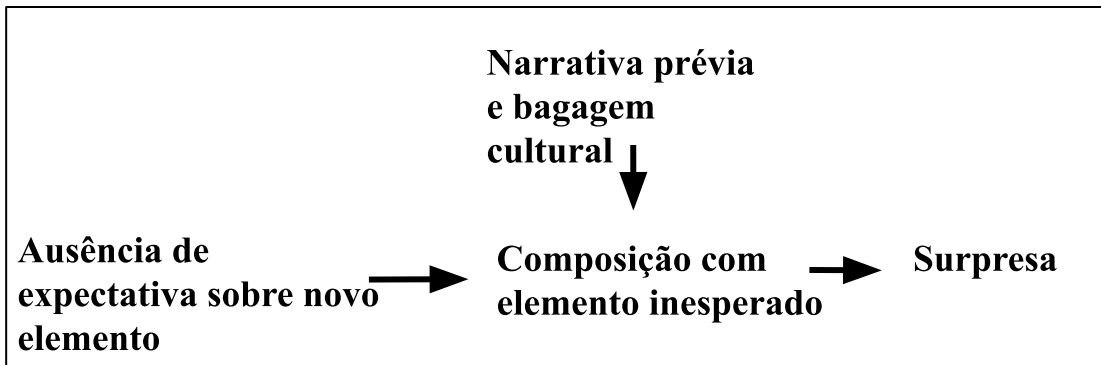 Narrativa prévia
e bagagem
cultural
Ausência de
expectativa sobre novo
elemento
Composição com
elemento inesperado
Surpresa